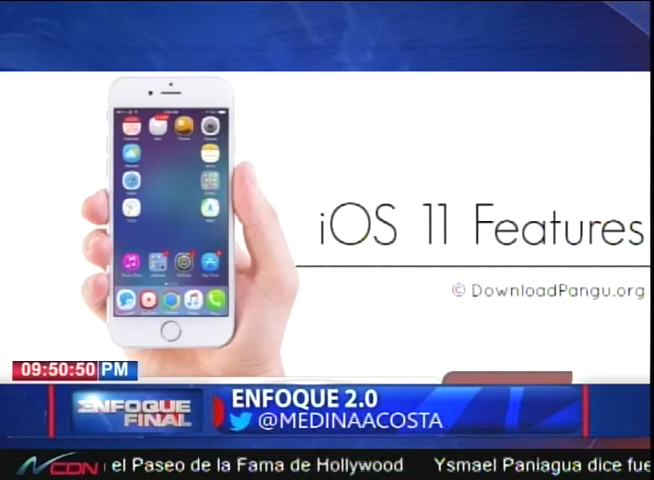 iOS 11 Features
© DownloadPangu.org
09:50:50 PM
ENFOQUE 2.0
ENFOQUE
FINAL
@MEDINAACOSTA
NCDN
el Paseo de la Fama de Hollywood Ysmael Paniagua dice fue